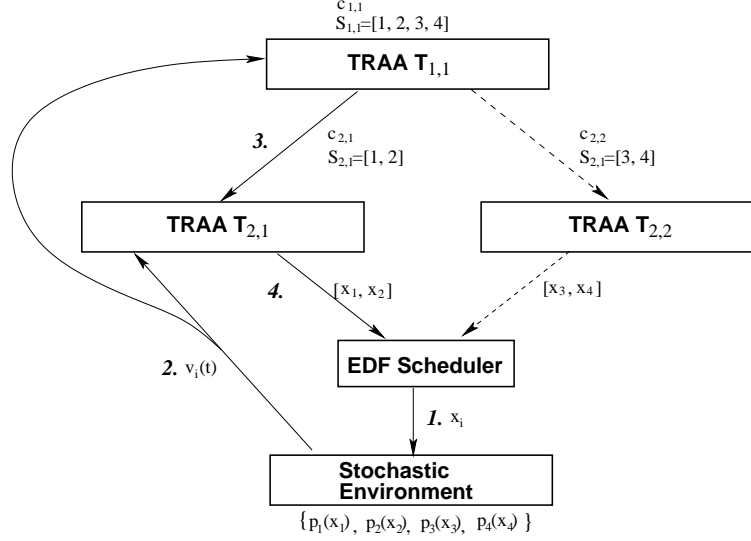 c1,1
S1,1=[1, 2, 3, 4]
TRAA T1,1
3.
c2,1
S2,1=[1, 2]
c2,2
S2,1=[3, 4]
TRAA T2,1
TRAA T2,2
4.
[x1, x2]
[x3, x4]
2. vi(t)
EDF Scheduler
1. xi
Stochastic
Environment
{p1(x1), p2(x2), p3(x3), p4(x4) }